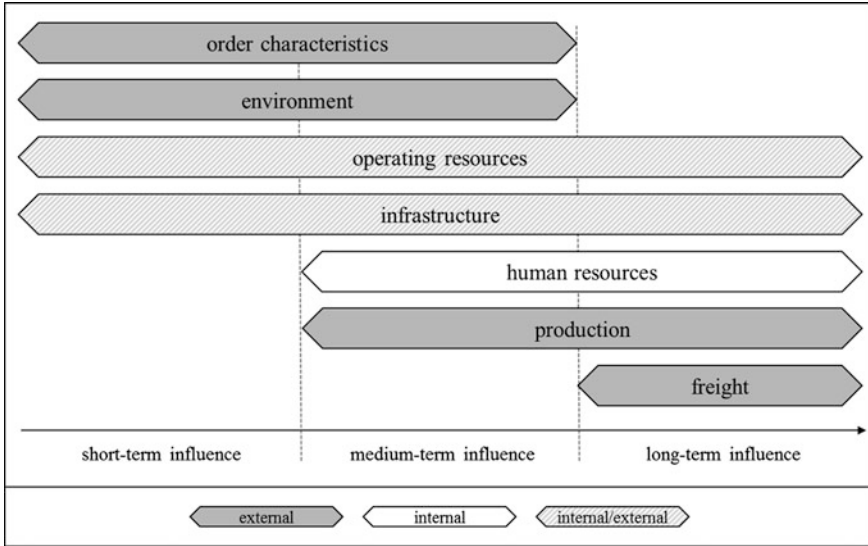 order characteristics
environment
operating resources
infrastructure
human resources
production
freight
short-term influence medium-term influence long-term influence
external internal internal/external